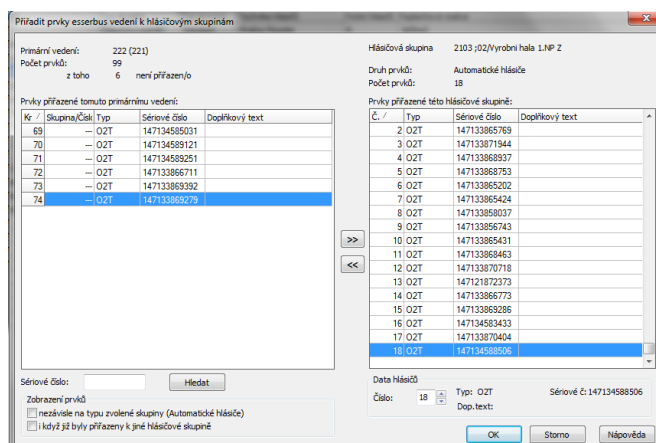 Přiřadit prvky esserbus vedení k hlásičovým skupinám
Primární vedení: 222 (221)
Počet prvků: 99
z toho 6 není přiřazen/o
Prvky přiřazené tomuto primárnímu vedení:
Kr / Skupina/Čísk Typ Sériové číslo Doplňkový text
69 -- O2T 147134585031
70 -- O2T 147134589121
71 -- O2T 147134589251
72 -- O2T 147133866711
73 -- O2T 147133869392
74 -- O2T 147133869279
Sériové číslo: Hledat
Zobrazení prvků
nezávisle na typu zvolené skupiny (Automatické hlásiče)
i když již byly přiřazeny k jiné hlásičové skupině
>>
<<
Hlásičová skupina 2103 ;02/Vyrobni hala 1.NP Z
Druh prvků: Automatické hlásiče
Počet prvků: 18
Prvky přiřazené této hlásičové skupině:
Č. / Typ Sériové číslo Doplňkový text
2 O2T 147133865769
3 O2T 147133871944
4 O2T 147133868937
5 O2T 147133868753
6 O2T 147133865202
7 O2T 147133865424
8 O2T 147133858037
9 O2T 147133856743
10 O2T 147133865431
11 O2T 147133868463
12 O2T 147133870718
13 O2T 147121872373
14 O2T 147133866773
15 O2T 147133869286
16 O2T 147134583433
17 O2T 147133870404
18 O2T 147134588506
Data hlásičů
Číslo: 18 Typ: O2T Sériové č: 147134588506
Dop.text:
OK Storno Nápověda